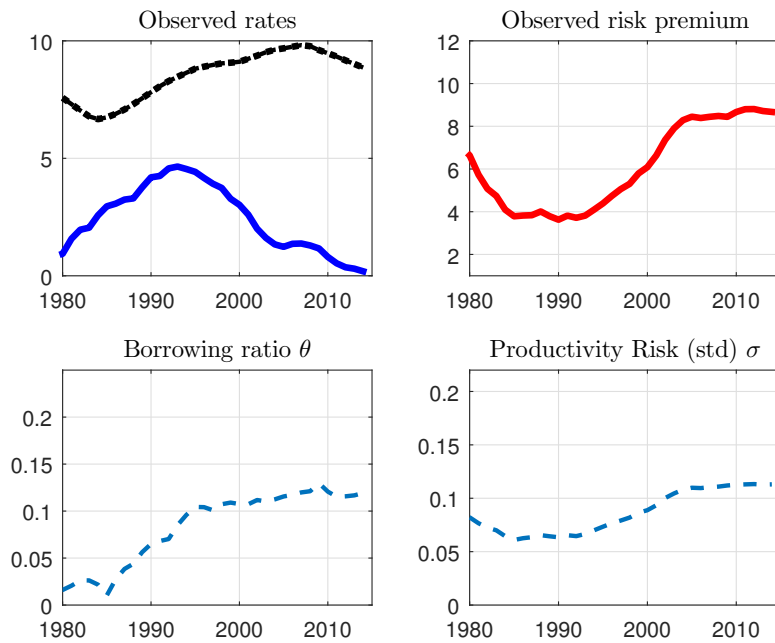 Observed rates
10
5
0
1980 1990 2000 2010
Observed risk premium
12
10
8
6
4
2
1980 1990 2000 2010
Borrowing ratio θ
0.2
0.15
0.1
0.05
0
1980 1990 2000 2010
Productivity Risk (std) σ
0.2
0.15
0.1
0.05
0
1980 1990 2000 2010